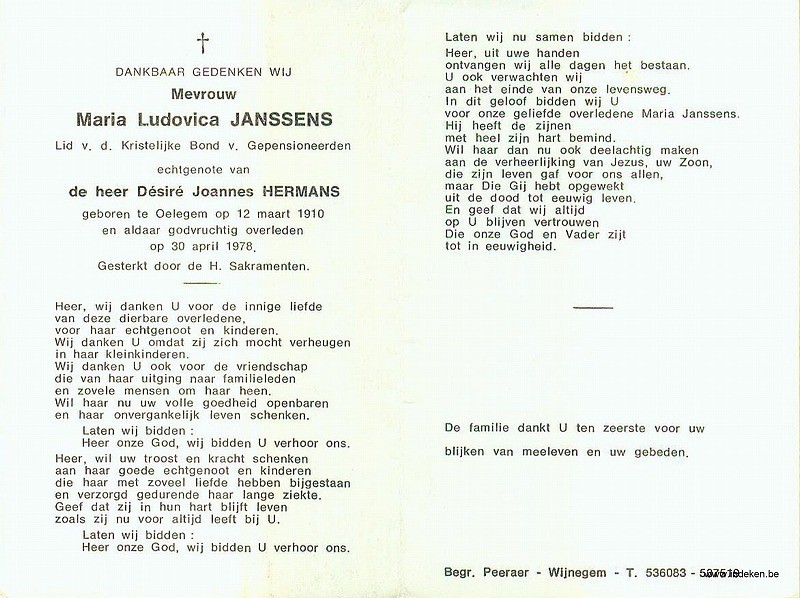 DANKBAAR GEDENKEN WIJ
Mevrouw
Maria Ludovica JANSSENS
Lid v. d. Kristelijke Bond v. Gepensioneerden
echtgenote van
de heer Désiré Joannes HERMANS
geboren te Oelegem op 12 maart 1910
en aldaar godvruchtig overleden
op 30 april 1978.
Gesterkt door de H. Sakramenten.
Heer, wij danken U voor de innige liefde
van deze dierbare overledene,
voor haar echtgenoot en kinderen.
Wij danken U omdat zij zich mocht verheugen
in haar kleinkinderen.
Wij danken U ook voor de vriendschap
die van haar uitging naar familieleden
en zovele mensen om haar heen.
Wil haar nu uw volle goedheid openbaren
en haar onvergankelijk leven schenken.
Laten wij bidden :
Heer onze God, wij bidden U verhoor ons.
Heer, wil uw troost en kracht schenken
aan haar goede echtgenoot en kinderen
die haar met zoveel liefde hebben bijgestaan
en verzorgd gedurende haar lange ziekte.
Geef dat zij in hun hart blijft leven
zoals zij nu voor altijd leeft bij U.
Laten wij bidden :
Heer onze God, wij bidden U verhoor ons.
Laten wij nu samen bidden :
Heer, uit uwe handen
ontvangen wij alle dagen het bestaan.
U ook verwachten wij
aan het einde van onze levensweg.
In dit geloof bidden wij U
voor onze geliefde overledene Maria Janssens.
Hij heeft de zijnen
met heel zijn hart bemind.
Wil haar dan nu ook deelachtig maken
aan de verheerlijking van Jezus, uw Zoon,
die zijn leven gaf voor ons allen,
maar Die Gij hebt opgewekt
uit de dood tot eeuwig leven.
En geef dat wij altijd
op U blijven vertrouwen
Die onze God en Vader zijt
tot in eeuwigheid.
De familie dankt U ten zeerste voor uw
blijken van meeleven en uw gebeden.
Begr. Peeraer - Wijnegem - T. 536083 -